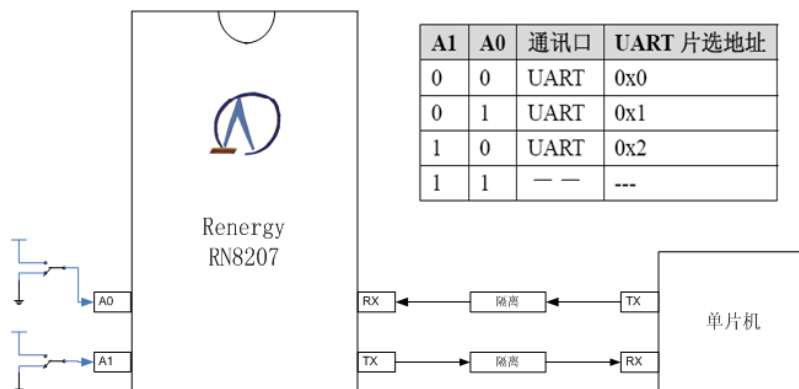 A1 A0 通讯口 UART 片选地址
0 0 UART 0x0
0 1 UART 0x1
1 0 UART 0x2
1 1 — — ---
Renergy
RN8207
A0 RX 隔离 TX
单片机
A1 TX 隔离 RX